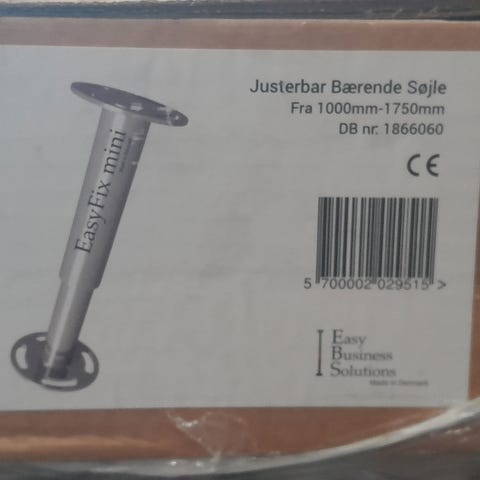 Justerbar Bærende Søjle
Fra 1000mm-1750mm
DB nr: 1866060
CE
EasyFix mini
5 700002 029515 >
Easy
Business
Solutions
Made in Denmark